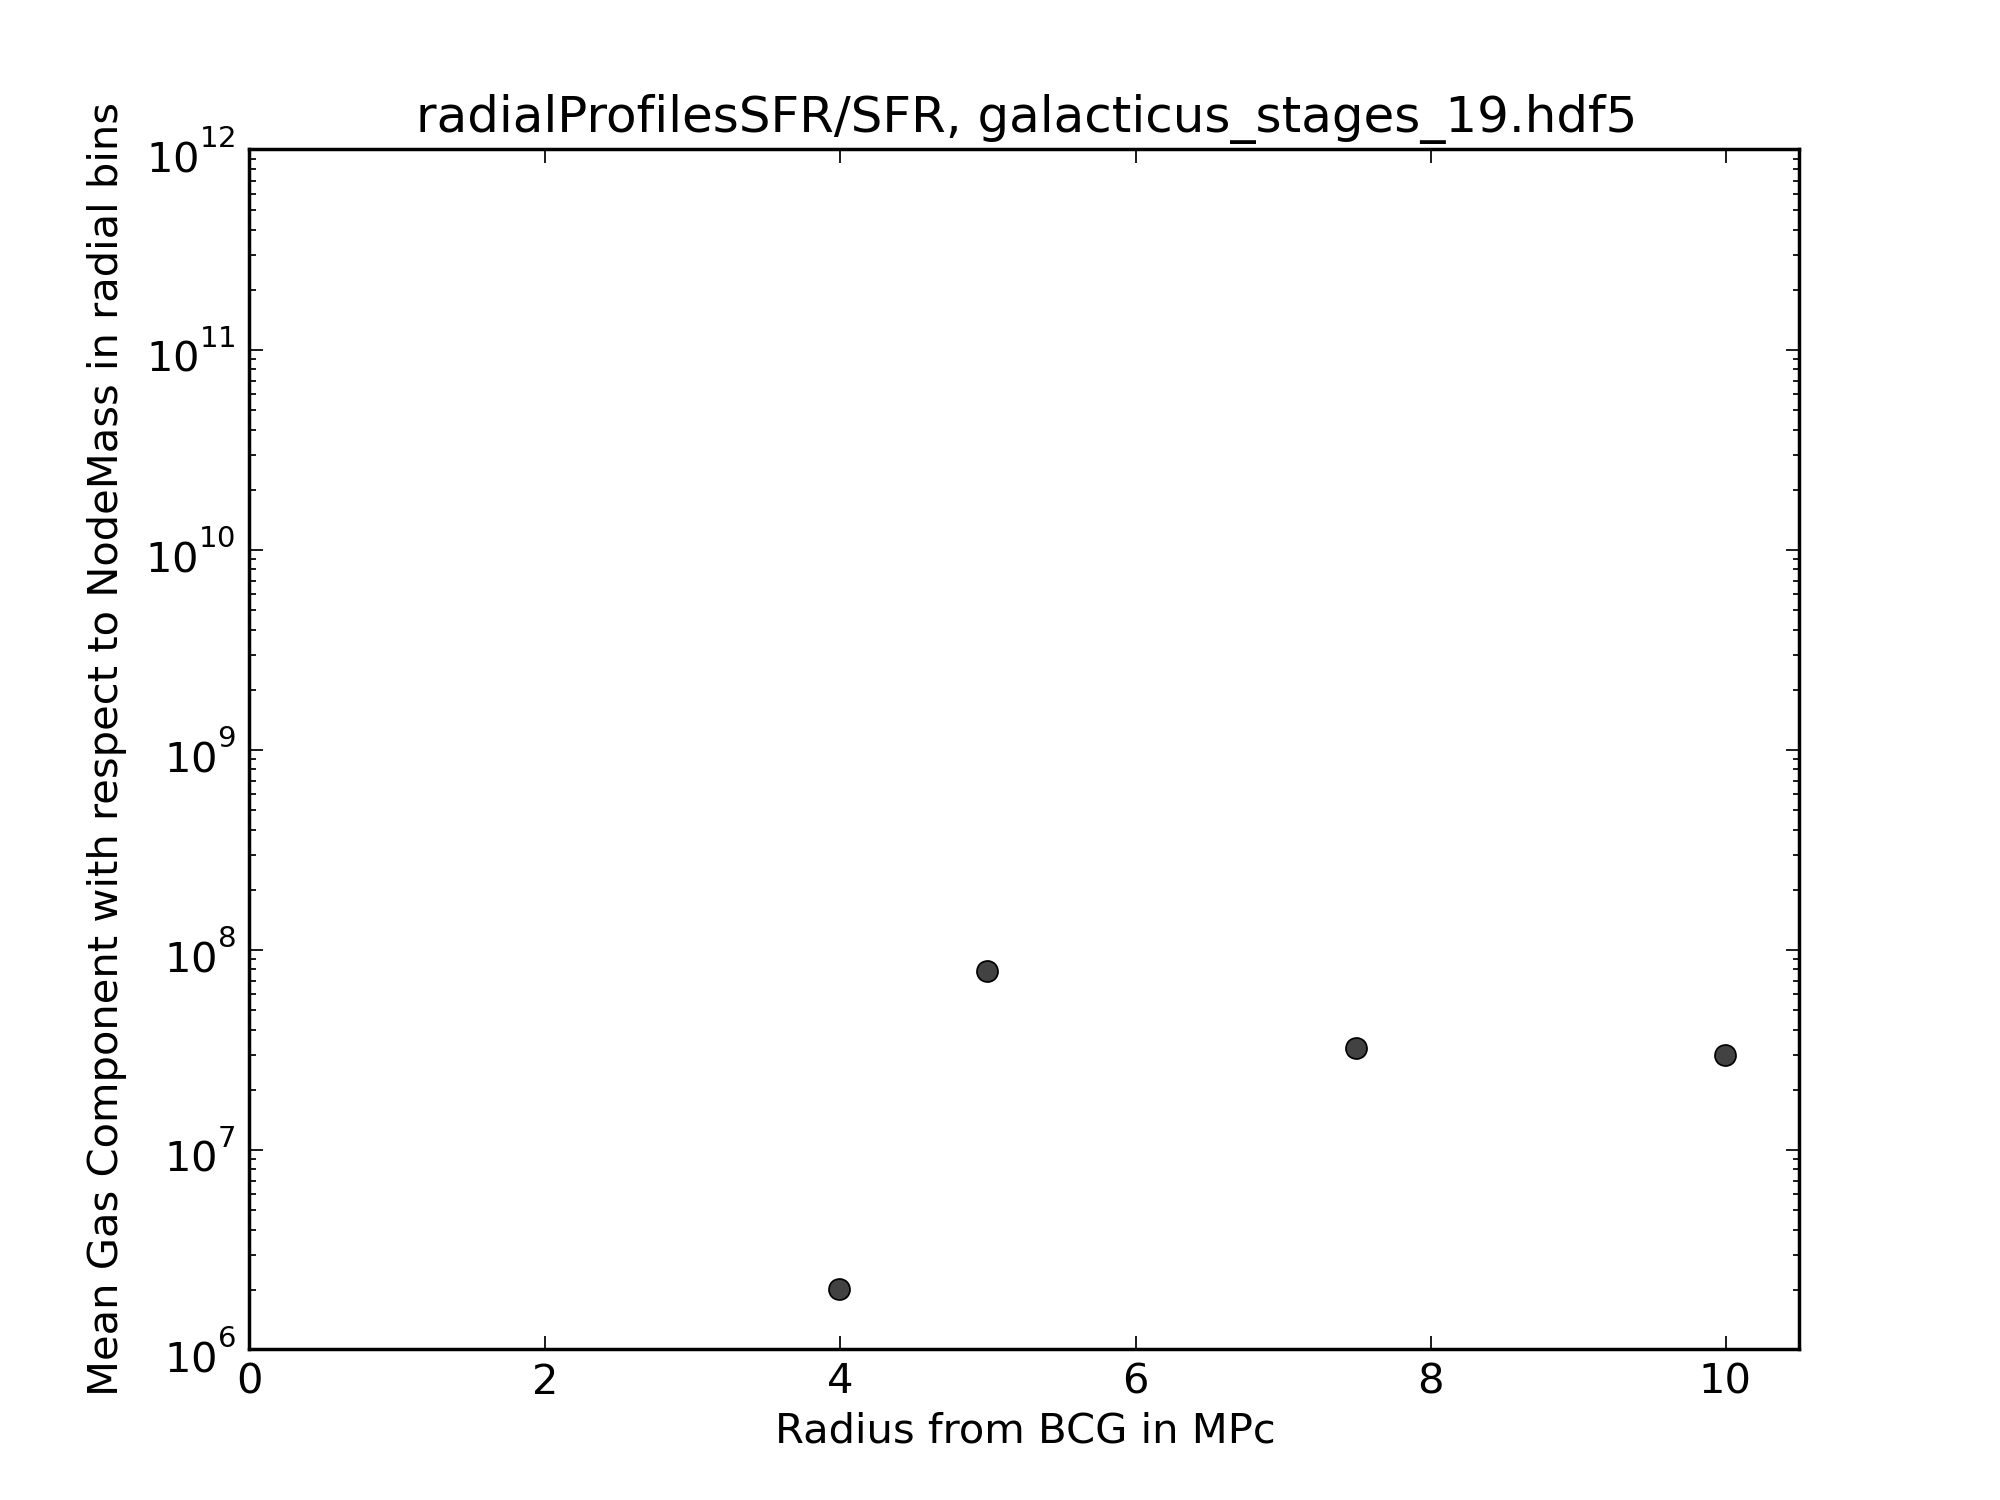 radialProfilesSFR/SFR, galacticus_stages_19.hdf5
Mean Gas Component with respect to NodeMass in radial bins
10^12
10^11
10^10
10^9
10^8
10^7
10^6
0 2 4 6 8 10
Radius from BCG in MPc